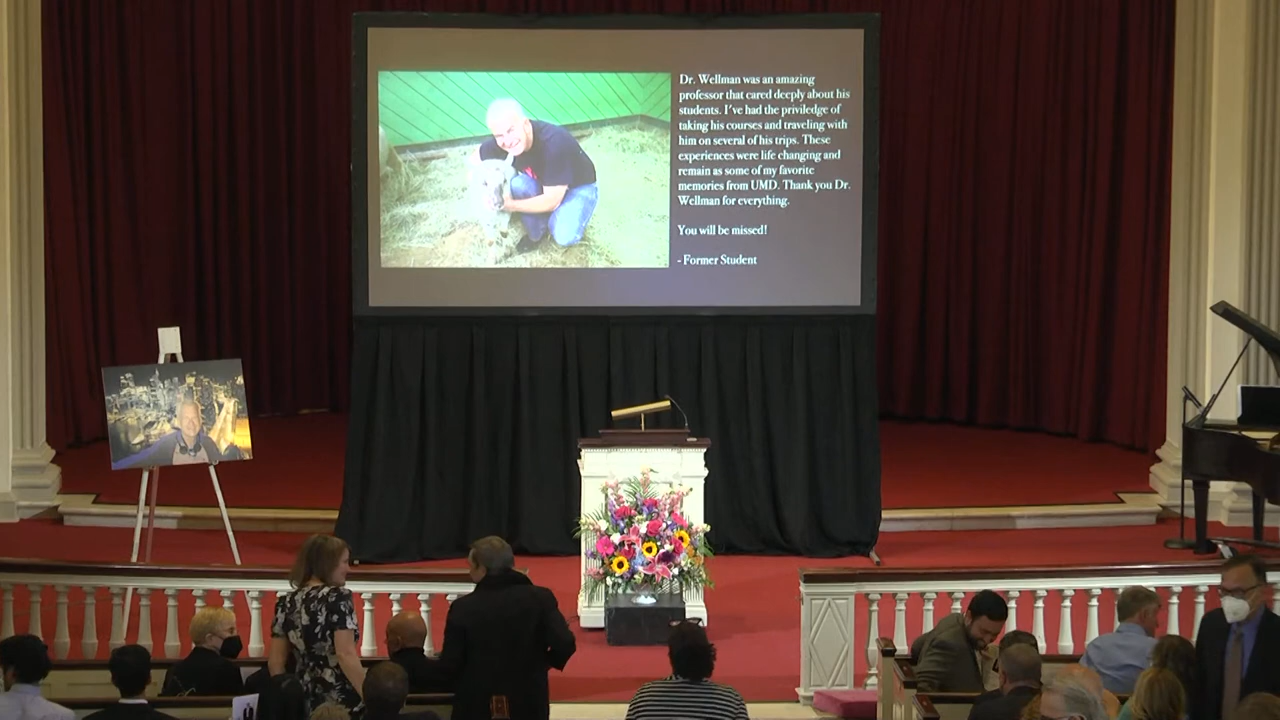 Dr. Wellman was an amazing
professor that cared deeply about his
students. I've had the priviledge of
taking his courses and traveling with
him on several of his trips. These
experiences were life changing and
remain as some of my favorite
memories from UMD. Thank you Dr.
Wellman for everything.
You will be missed!
- Former Student